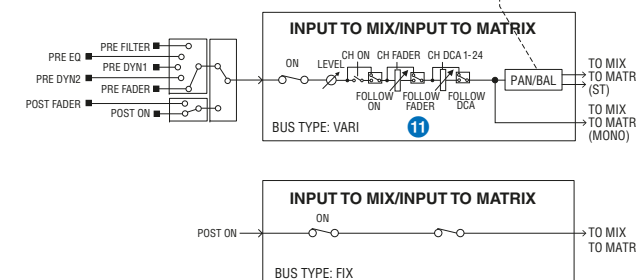 INPUT TO MIX/INPUT TO MATRIX
PRE FILTER
PRE EQ
PRE DYN1
PRE DYN2
PRE FADER
POST FADER
POST ON
ON
LEVEL
CH ON
CH FADER
CH DCA 1-24
FOLLOW ON
FOLLOW FADER
FOLLOW DCA
PAN/BAL
TO MIX
TO MATR
(ST)
TO MIX
TO MATR
(MONO)
BUS TYPE: VARI
11
INPUT TO MIX/INPUT TO MATRIX
ON
POST ON
TO MIX
TO MATR
BUS TYPE: FIX